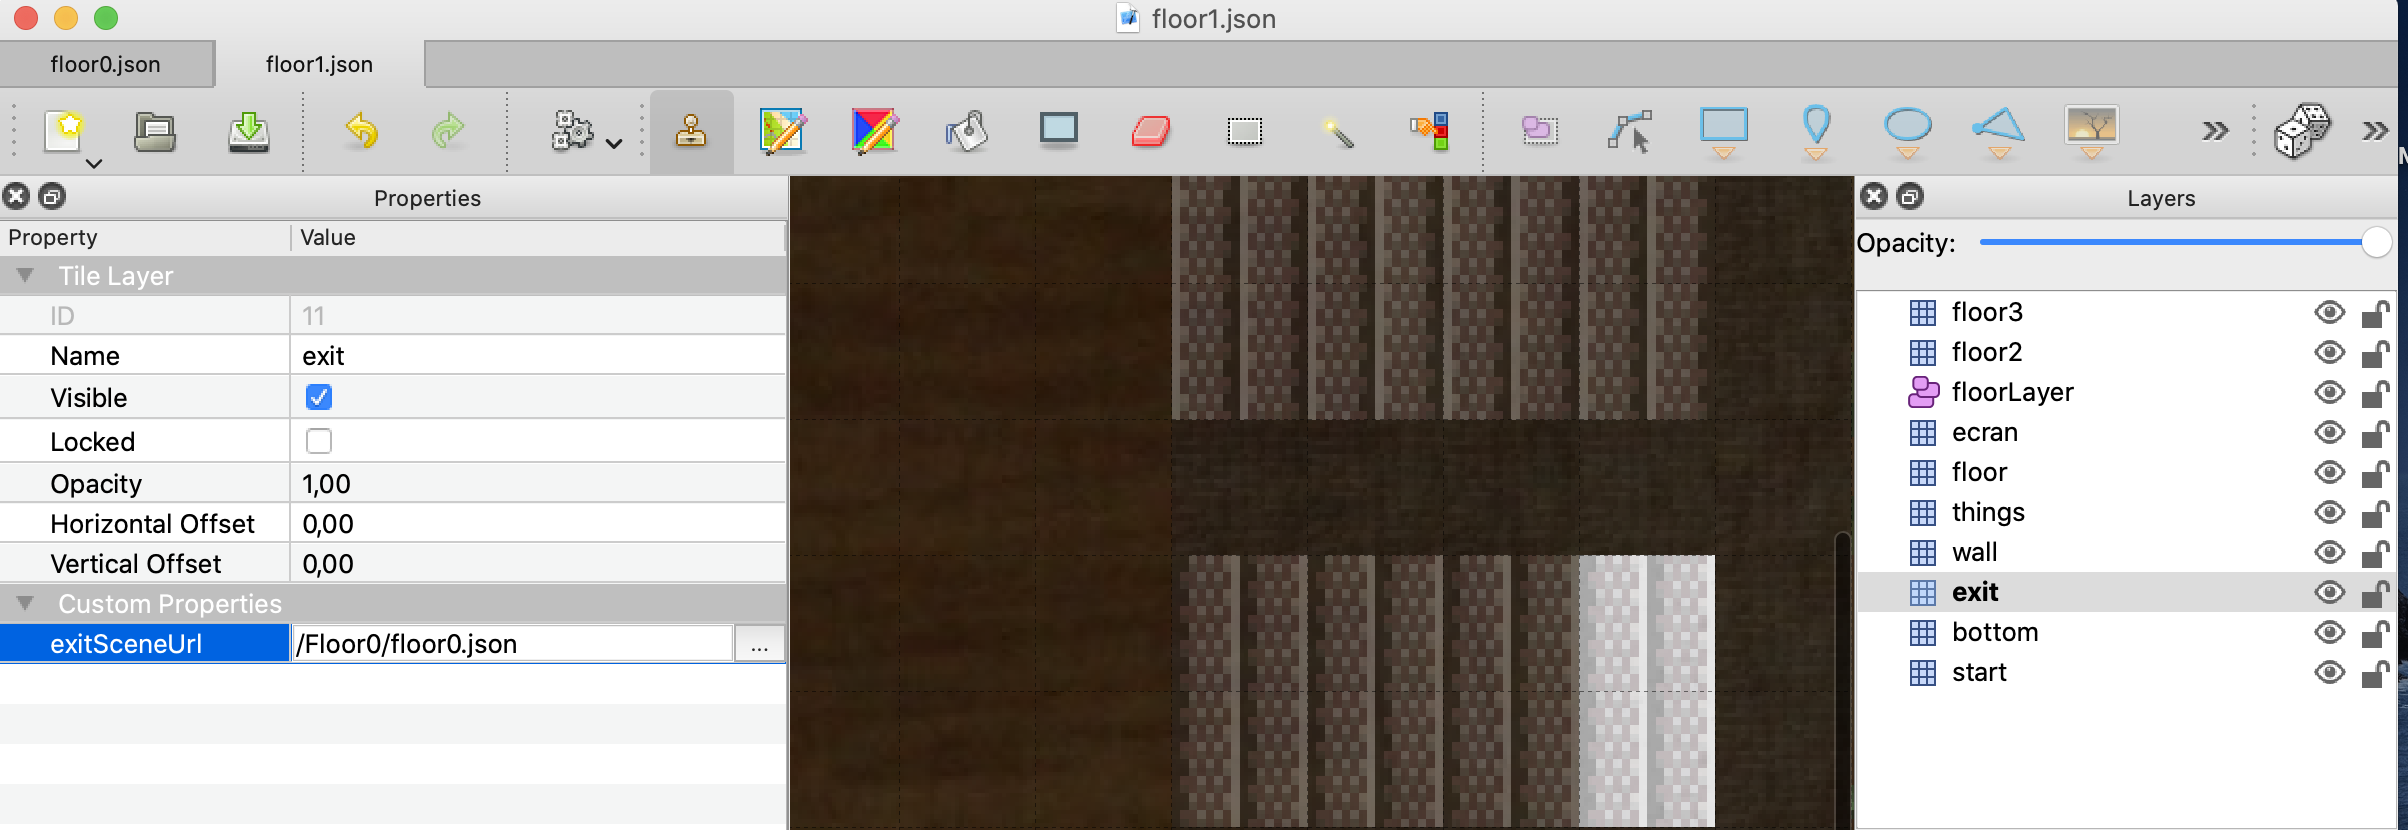 floor1.json
floor0.json
floor1.json
Properties
Property Value
Tile Layer
ID 11
Name exit
Visible
Locked
Opacity 1,00
Horizontal Offset 0,00
Vertical Offset 0,00
Custom Properties
exitSceneUrl /Floor0/floor0.json ...
Layers
Opacity:
floor3
floor2
floorLayer
ecran
floor
things
wall
exit
bottom
start